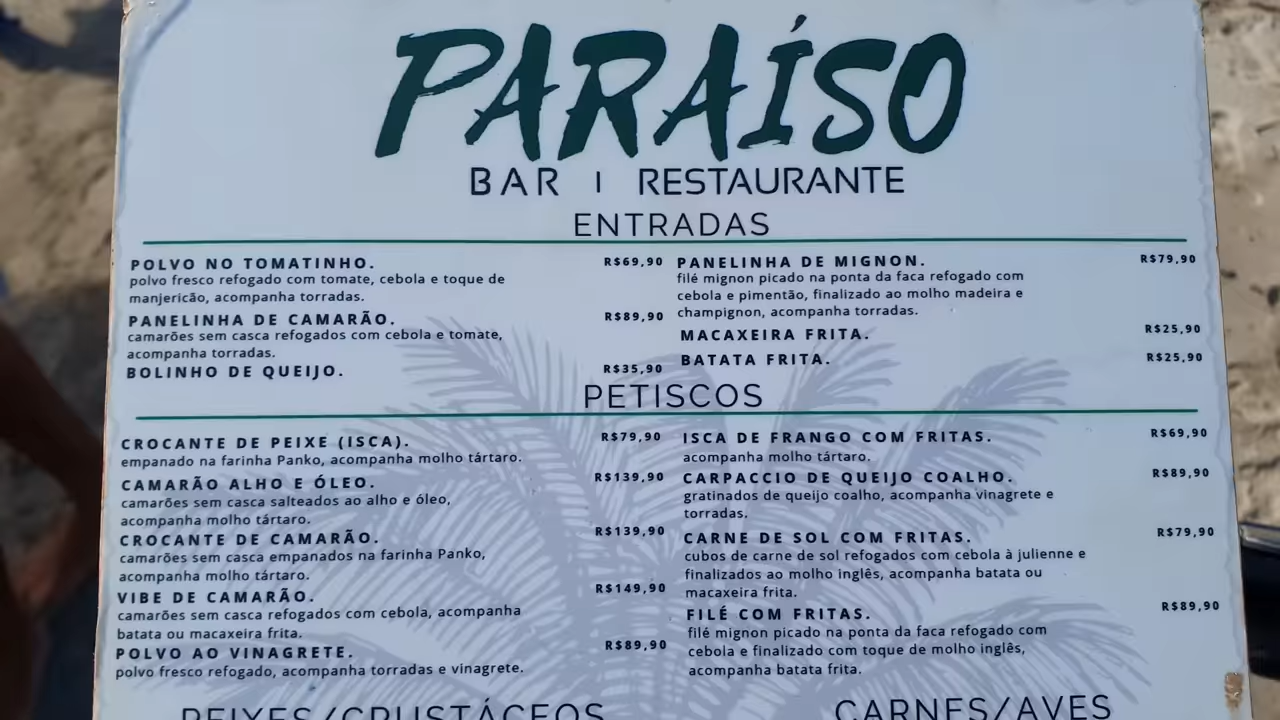 PARAÍSO
BAR | RESTAURANTE
ENTRADAS
POLVO NO TOMATINHO. R$69,90
polvo fresco refogado com tomate, cebola e toque de
manjericão, acompanha torradas.
PANELINHA DE CAMARÃO. R$89,90
camarões sem casca refogados com cebola e tomate,
acompanha torradas.
BOLINHO DE QUEIJO. R$35,90
PANELINHA DE MIGNON. R$79,90
filé mignon picado na ponta da faca refogado com
cebola e pimentão, finalizado ao molho madeira e
champignon, acompanha torradas.
MACAXEIRA FRITA. R$25,90
BATATA FRITA. R$25,90
PETISCOS
CROCANTE DE PEIXE (ISCA). R$79,90
empanado na farinha Panko, acompanha molho tártaro.
CAMARÃO ALHO E ÓLEO. R$139,90
camarões sem casca salteados ao alho e óleo,
acompanha molho tártaro.
CROCANTE DE CAMARÃO. R$139,90
camarões sem casca empanados na farinha Panko,
acompanha molho tártaro.
VIBE DE CAMARÃO. R$149,90
camarões sem casca refogados com cebola, acompanha
batata ou macaxeira frita.
POLVO AO VINAGRETE. R$89,90
polvo fresco refogado, acompanha torradas e vinagrete.
ISCA DE FRANGO COM FRITAS. R$69,90
acompanha molho tártaro.
CARPACCIO DE QUEIJO COALHO. R$89,90
gratinados de queijo coalho, acompanha vinagrete e
torradas.
CARNE DE SOL COM FRITAS. R$79,90
cubos de carne de sol refogados com cebola à julienne e
finalizados ao molho inglês, acompanha batata ou
macaxeira frita.
FILÉ COM FRITAS. R$89,90
filé mignon picado na ponta da faca refogado com
cebola e finalizado com toque de molho inglês,
acompanha batata frita.
PEIXES/CRUSTÁCEOS
CARNES/AVES